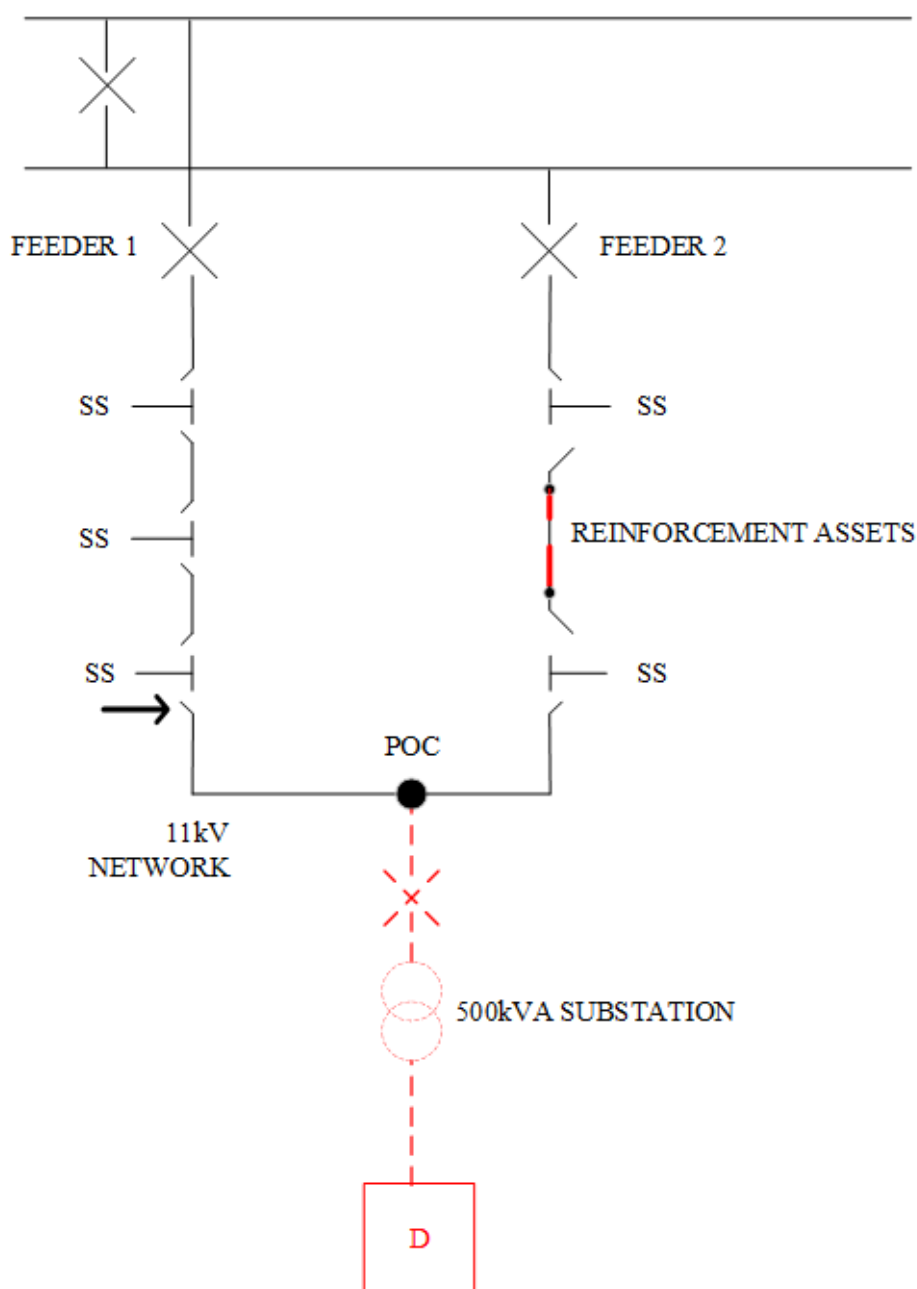 FEEDER 1
FEEDER 2
SS
SS
REINFORCEMENT ASSETS
SS
SS
SS
POC
11kV
NETWORK
500kVA SUBSTATION
D